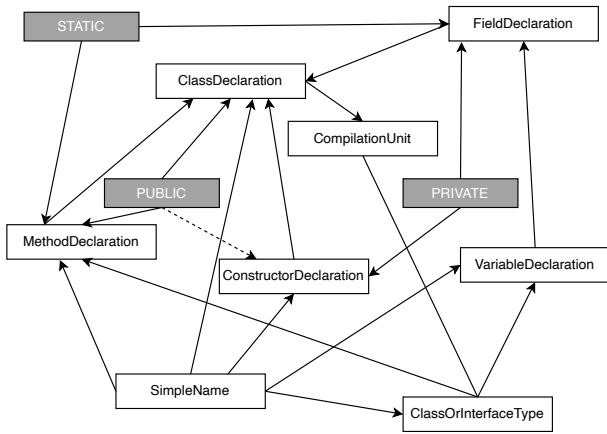 STATIC
FieldDeclaration
ClassDeclaration
CompilationUnit
PUBLIC
PRIVATE
MethodDeclaration
ConstructorDeclaration
VariableDeclaration
SimpleName
ClassOrInterfaceType